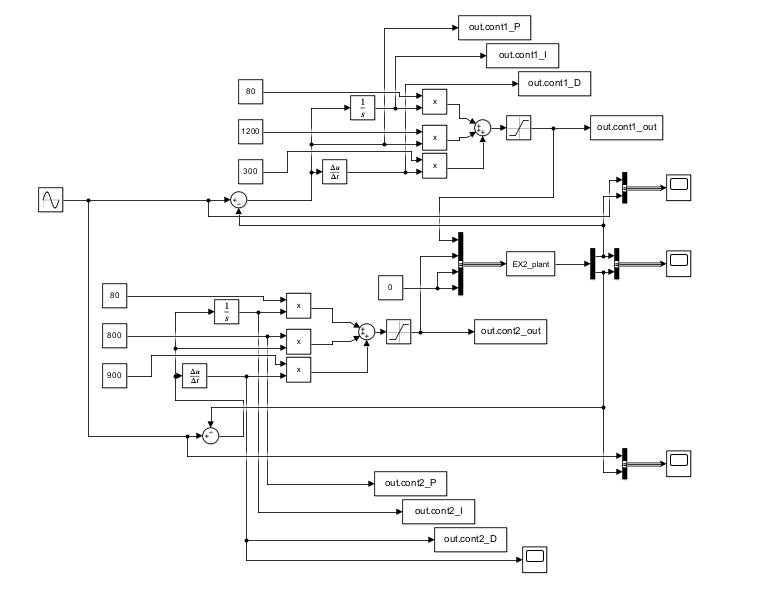 out.cont1_P
out.cont1_I
out.cont1_D
80
1
s
x
1200
x
out.cont1_out
300
Δu
Δt
x
EX2_plant
0
80
1
s
x
800
x
out.cont2_out
900
Δu
Δt
x
out.cont2_P
out.cont2_I
out.cont2_D